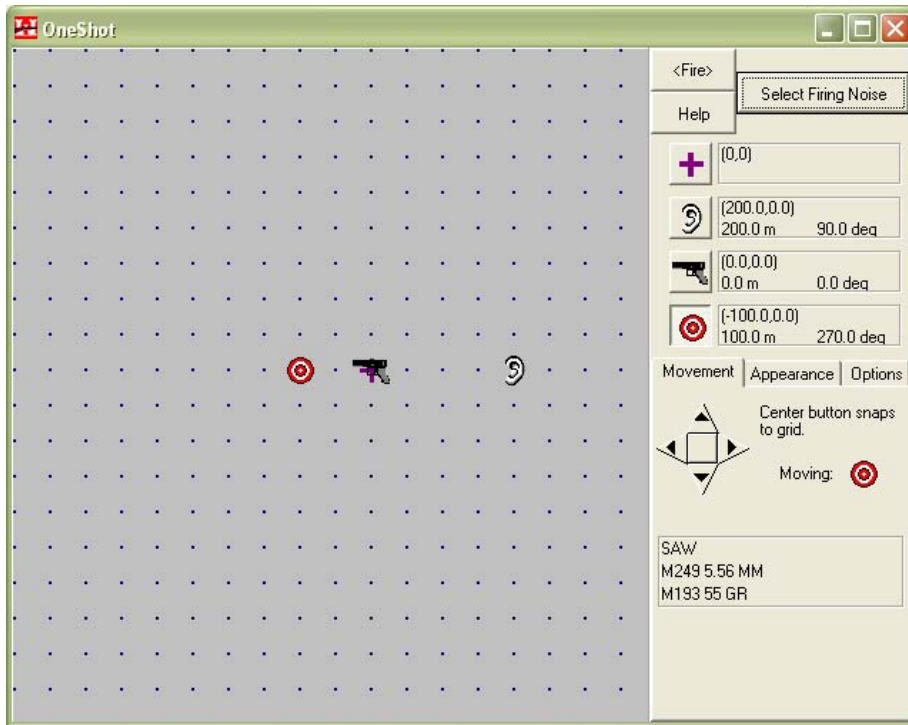 OneShot
<Fire>
Select Firing Noise
Help
(0,0)
(200.0,0.0)
200.0 m 90.0 deg
(0.0,0.0)
0.0 m 0.0 deg
(-100.0,0.0)
100.0 m 270.0 deg
Movement Appearance Options
Center button snaps
to grid.
Moving:
SAW
M249 5.56 MM
M193 55 GR